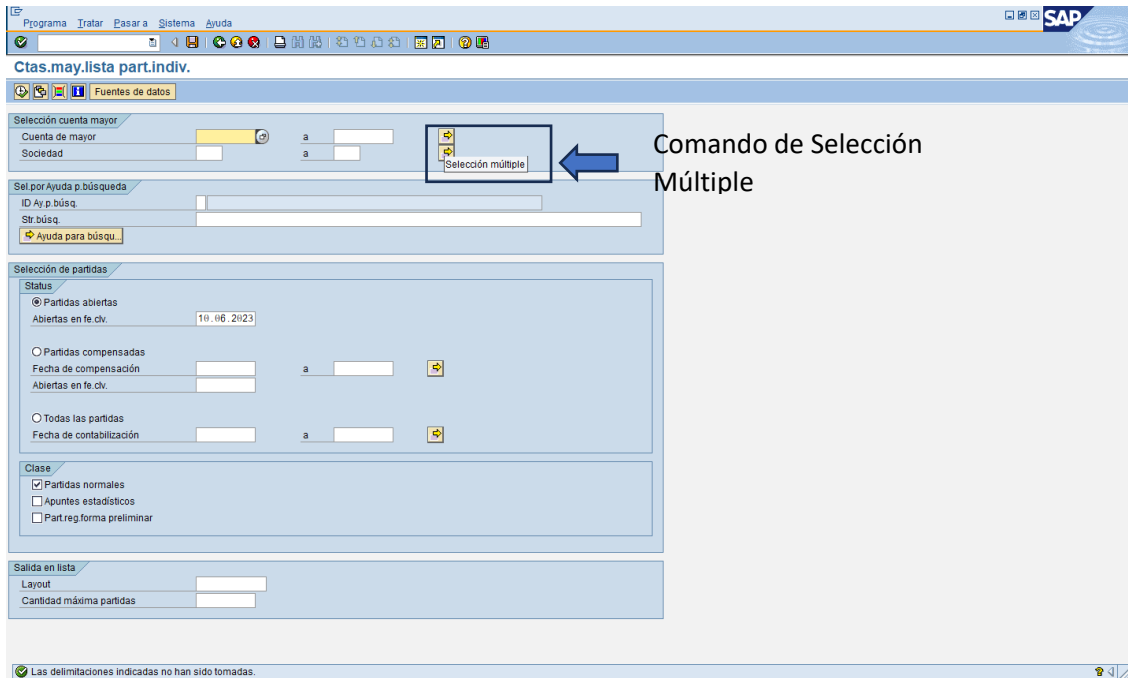 Programa Tratar Pasar a Sistema Ayuda
SAP
Ctas.may.lista part.indiv.
Fuentes de datos
Selección cuenta mayor
Cuenta de mayor a
Sociedad a
Selección múltiple
Comando de Selección
Múltiple
Sel.por Ayuda p.búsqueda
ID Ay.p.búsq.
Str.búsq.
Ayuda para búsqu...
Selección de partidas
Status
Partidas abiertas
Abiertas en fe.clv. 10.06.2023
Partidas compensadas
Fecha de compensación a
Abiertas en fe.clv.
Todas las partidas
Fecha de contabilización a
Clase
Partidas normales
Apuntes estadísticos
Part.reg.forma preliminar
Salida en lista
Layout
Cantidad máxima partidas
Las delimitaciones indicadas no han sido tomadas.